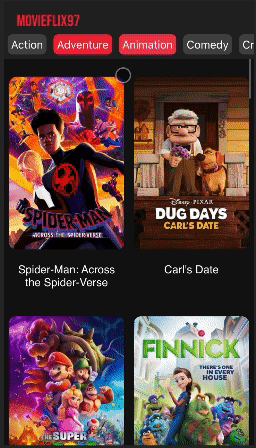 MOVIEFLIX97
Action Adventure Animation Comedy Cr
SPIDER-MAN
ACROSS THE SPIDER-VERSE
Disney PIXAR
DUG DAYS
CARL'S DATE
Spider-Man: Across
the Spider-Verse
Carl's Date
THE SUPER
FINNICK
THERE'S ONE
IN EVERY
HOUSE